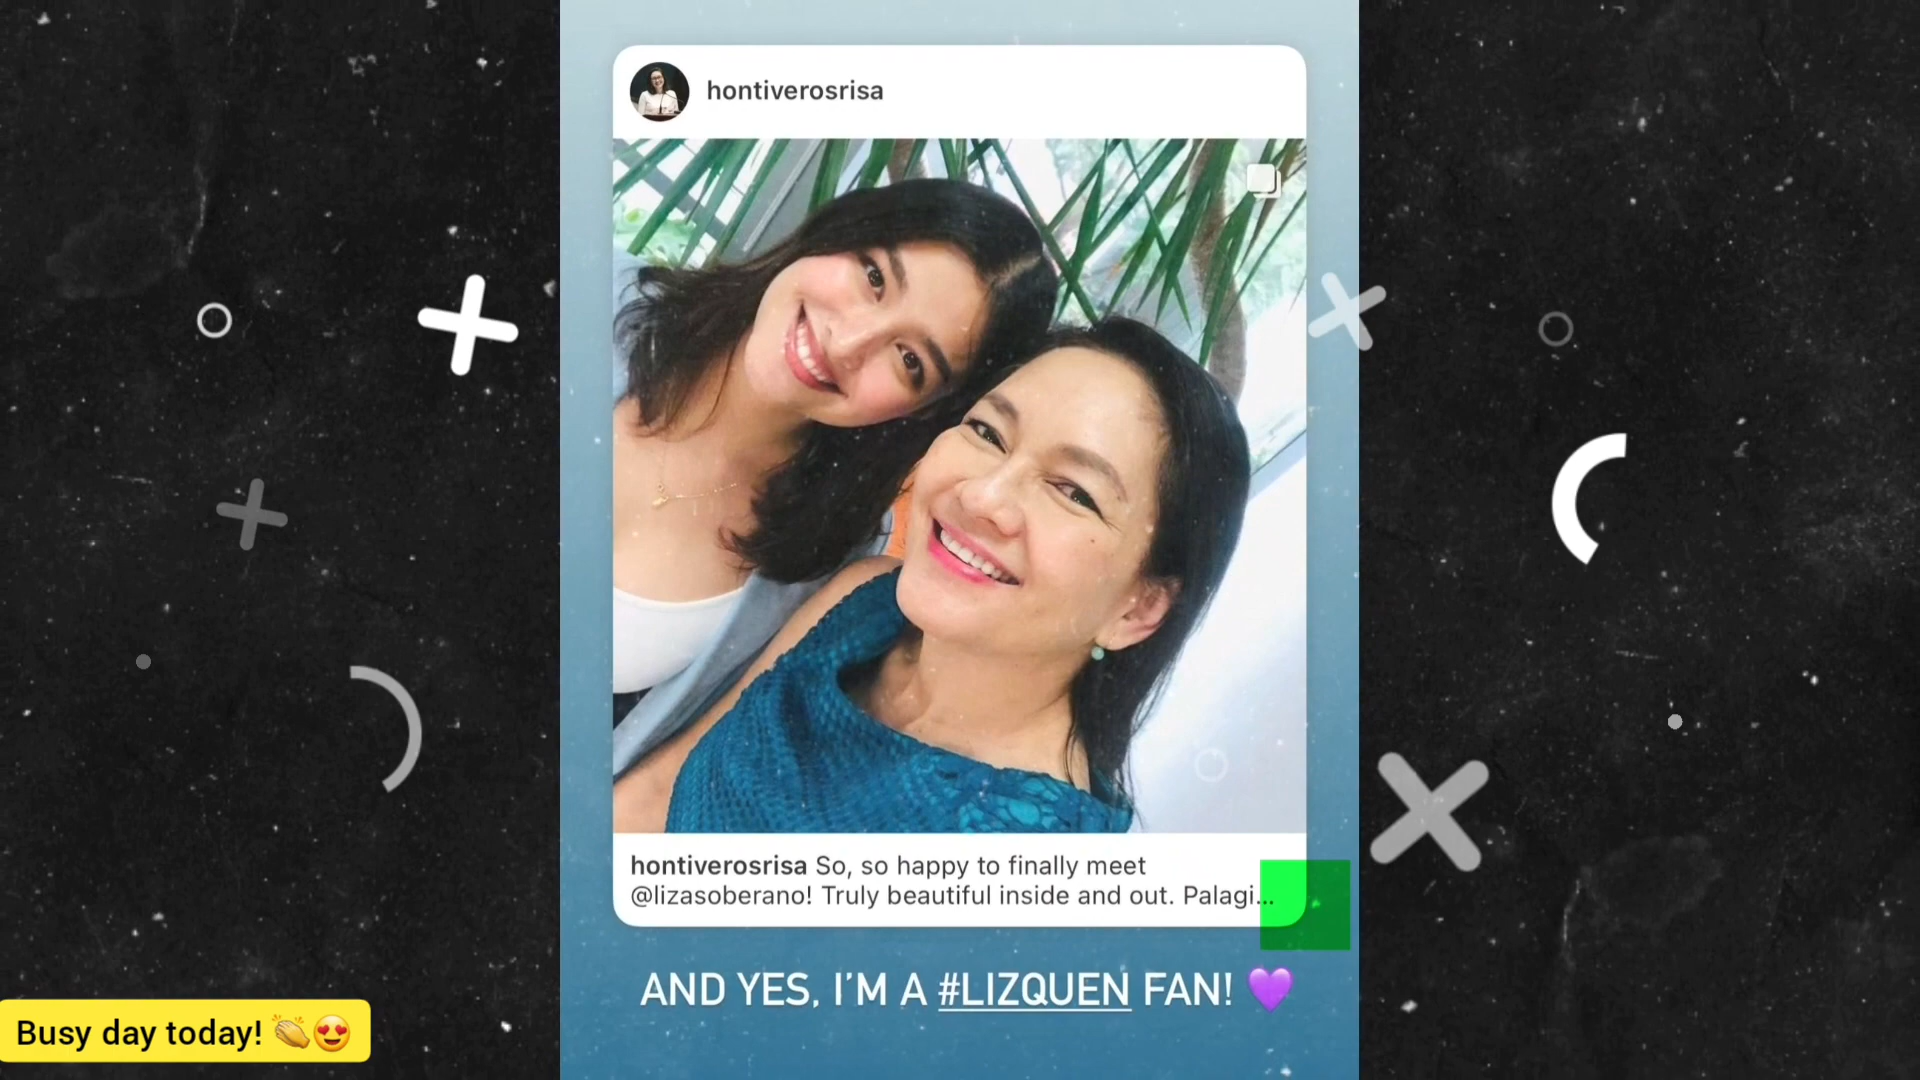 hontiverosrisa
hontiverosrisa So, so happy to finally meet
@lizasoberano! Truly beautiful inside and out. Palagi...
AND YES, I'M A #LIZQUEN FAN! 💜
Busy day today! 👏😍